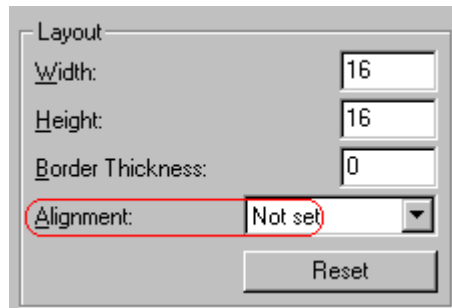 Layout
Width: 16
Height: 16
Border Thickness: 0
Alignment: Not set
Reset